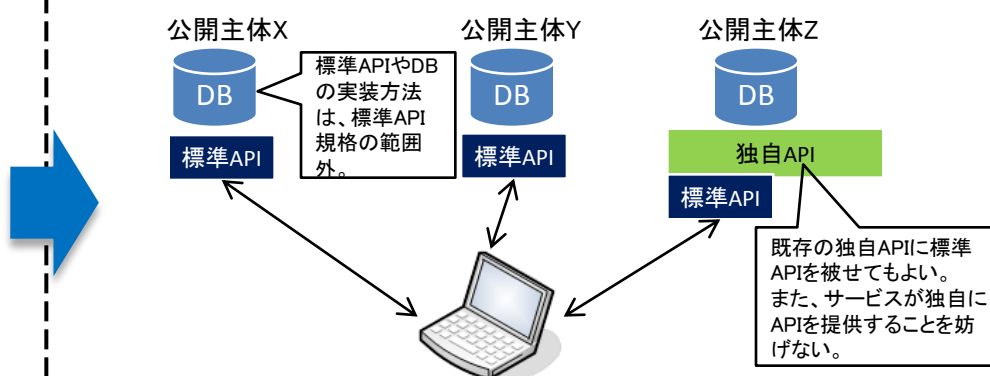 公開主体X
公開主体Y
公開主体Z
DB
DB
DB
標準APIやDB
の実装方法
は、標準API
規格の範囲
外。
標準API
標準API
独自API
標準API
既存の独自APIに標準
APIを被せてもよい。
また、サービスが独自に
APIを提供することを妨
げない。